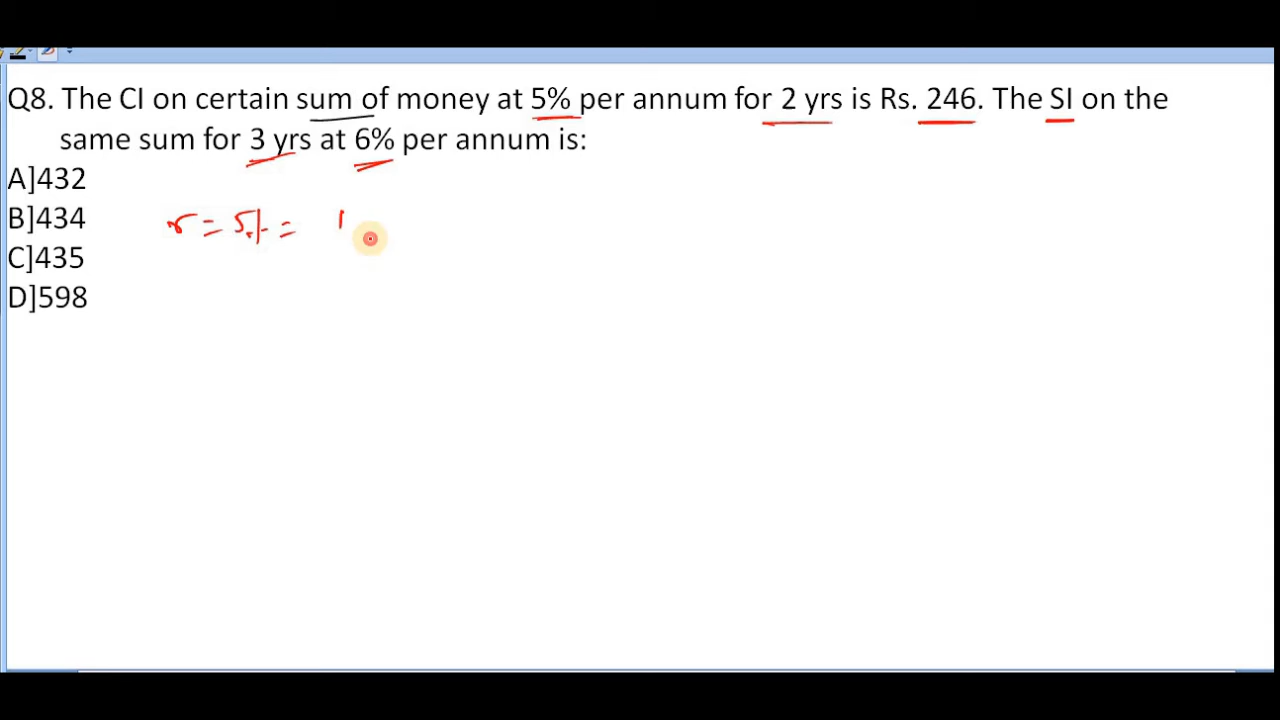 Q8. The CI on certain sum of money at 5% per annum for 2 yrs is Rs. 246. The SI on the
same sum for 3 yrs at 6% per annum is:
A]432
B]434
C]435
D]598
r = 5% = 1